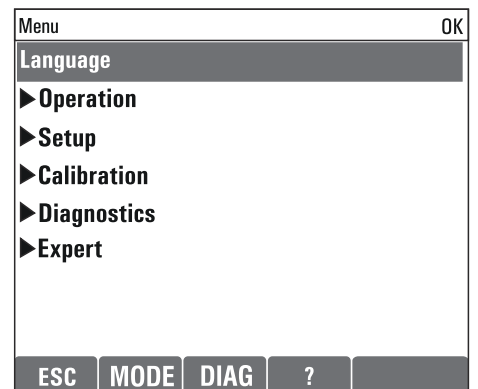 Menu OK
Language
▶Operation
▶Setup
▶Calibration
▶Diagnostics
▶Expert
ESC MODE DIAG ?